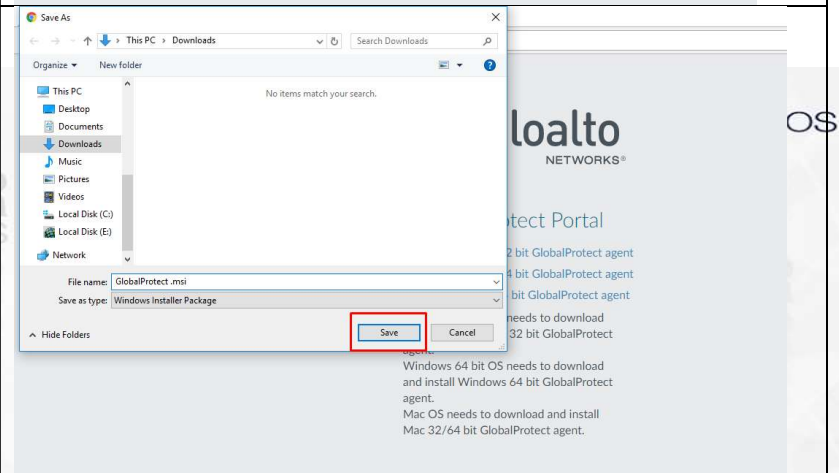 Save As
This PC > Downloads
Search Downloads
Organize
New folder
This PC
Desktop
Documents
Downloads
Music
Pictures
Videos
Local Disk (C:)
Local Disk (E:)
Network
No items match your search.
File name: GlobalProtect .msi
Save as type: Windows Installer Package
Hide Folders
Save
Cancel
loalto
NETWORKS®
OS
tect Portal
2 bit GlobalProtect agent
4 bit GlobalProtect agent
bit GlobalProtect agent
needs to download
32 bit GlobalProtect
agent.
Windows 64 bit OS needs to download
and install Windows 64 bit GlobalProtect
agent.
Mac OS needs to download and install
Mac 32/64 bit GlobalProtect agent.